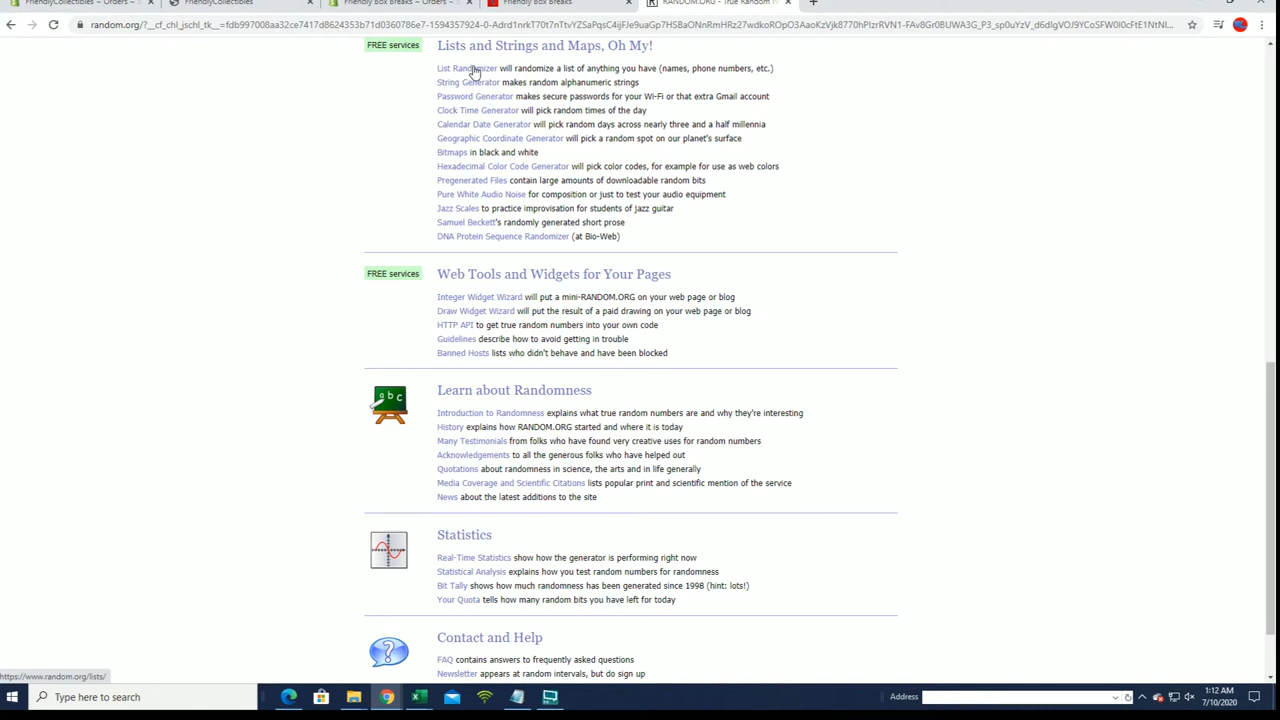 FriendlyCollectibles ~ Orders ~ S
FriendlyCollectibles
Friendly Box Breaks ~ Orders ~
Friendly Box Breaks
RANDOM.ORG - True Random N
FREE services
Lists and Strings and Maps, Oh My!
List Randomizer will randomize a list of anything you have (names, phone numbers, etc.)
String Generator makes random alphanumeric strings
Password Generator makes secure passwords for your Wi-Fi or that extra Gmail account
Clock Time Generator will pick random times of the day
Calendar Date Generator will pick random days across nearly three and a half millennia
Geographic Coordinate Generator will pick a random spot on our planet's surface
Bitmaps in black and white
Hexadecimal Color Code Generator will pick color codes, for example for use as web colors
Pregenerated Files contain large amounts of downloadable random bits
Pure White Audio Noise for composition or just to test your audio equipment
Jazz Scales to practice improvisation for students of jazz guitar
Samuel Beckett's randomly generated short prose
DNA Protein Sequence Randomizer (at Bio-Web)
FREE services
Web Tools and Widgets for Your Pages
Integer Widget Wizard will put a mini-RANDOM.ORG on your web page or blog
Draw Widget Wizard will put the result of a paid drawing on your web page or blog
HTTP API to get true random numbers into your own code
Guidelines describe how to avoid getting in trouble
Banned Hosts lists who didn't behave and have been blocked
abc
Learn about Randomness
Introduction to Randomness explains what true random numbers are and why they're interesting
History explains how RANDOM.ORG started and where it is today
Many Testimonials from folks who have found very creative uses for random numbers
Acknowledgements to all the generous folks who have helped out
Quotations about randomness in science, the arts and in life generally
Media Coverage and Scientific Citations lists popular print and scientific mention of the service
News about the latest additions to the site
Statistics
Real-Time Statistics show how the generator is performing right now
Statistical Analysis explains how you test random numbers for randomness
Bit Tally shows how much randomness has been generated since 1998 (hint: lots!)
Your Quota tells how many random bits you have left for today
Contact and Help
FAQ contains answers to frequently asked questions
Newsletter appears at random intervals, but do sign up
https://www.random.org/lists/
Type here to search
Address
1:12 AM
7/10/2020